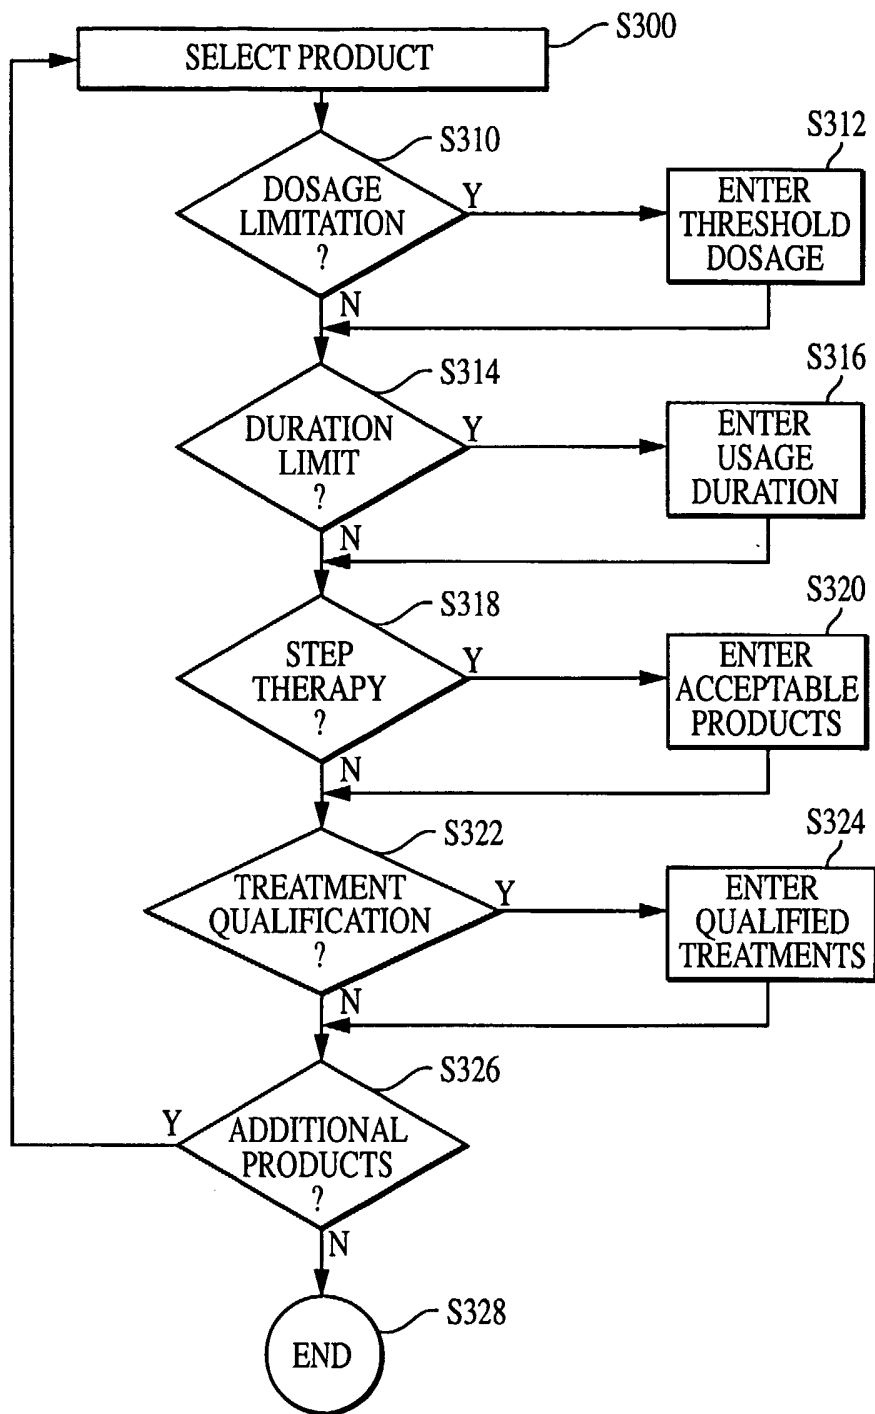 S300
SELECT PRODUCT
S310
DOSAGE
LIMITATION
?
Y
N
S312
ENTER
THRESHOLD
DOSAGE
S314
DURATION
LIMIT
?
Y
N
S316
ENTER
USAGE
DURATION
S318
STEP
THERAPY
?
Y
N
S320
ENTER
ACCEPTABLE
PRODUCTS
S322
TREATMENT
QUALIFICATION
?
Y
N
S324
ENTER
QUALIFIED
TREATMENTS
S326
Y
ADDITIONAL
PRODUCTS
?
N
S328
END